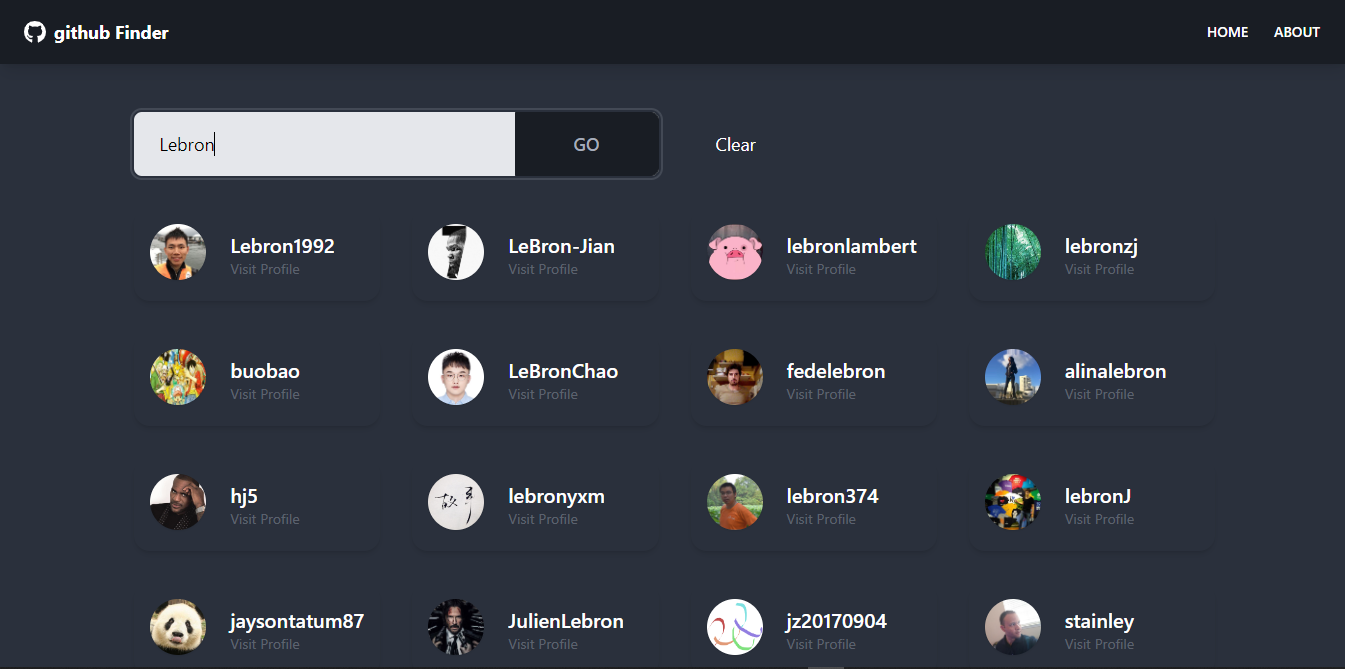 github Finder HOME ABOUT
Lebron GO Clear
Lebron1992 LeBron-Jian lebronlambert lebronzj
Visit Profile Visit Profile Visit Profile Visit Profile
buobao LeBronChao fedelebron alinalebron
Visit Profile Visit Profile Visit Profile Visit Profile
hj5 lebronyxm lebron374 lebronJ
Visit Profile Visit Profile Visit Profile Visit Profile
jaysontatum87 JulienLebron jz20170904 stainley
Visit Profile Visit Profile Visit Profile Visit Profile